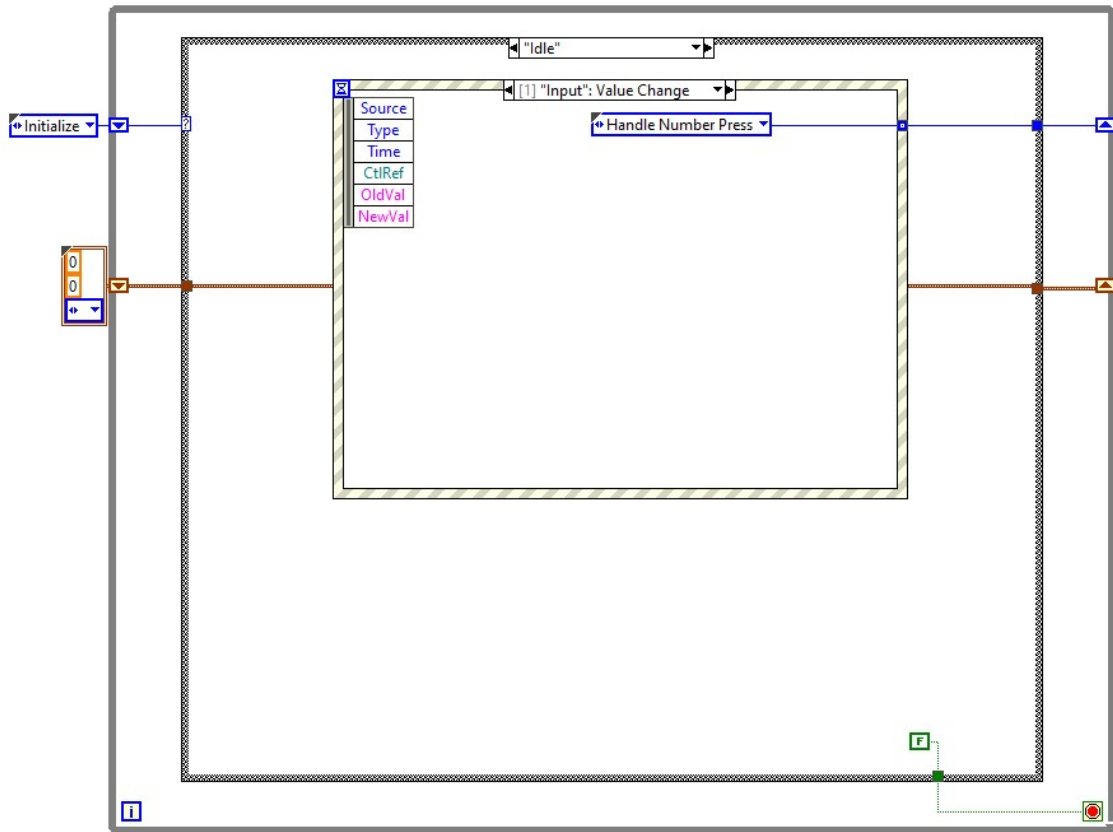 "Idle"
[1] "Input": Value Change
Initialize
?
Source
Type
Time
CtlRef
OldVal
NewVal
Handle Number Press
0
0
F
i